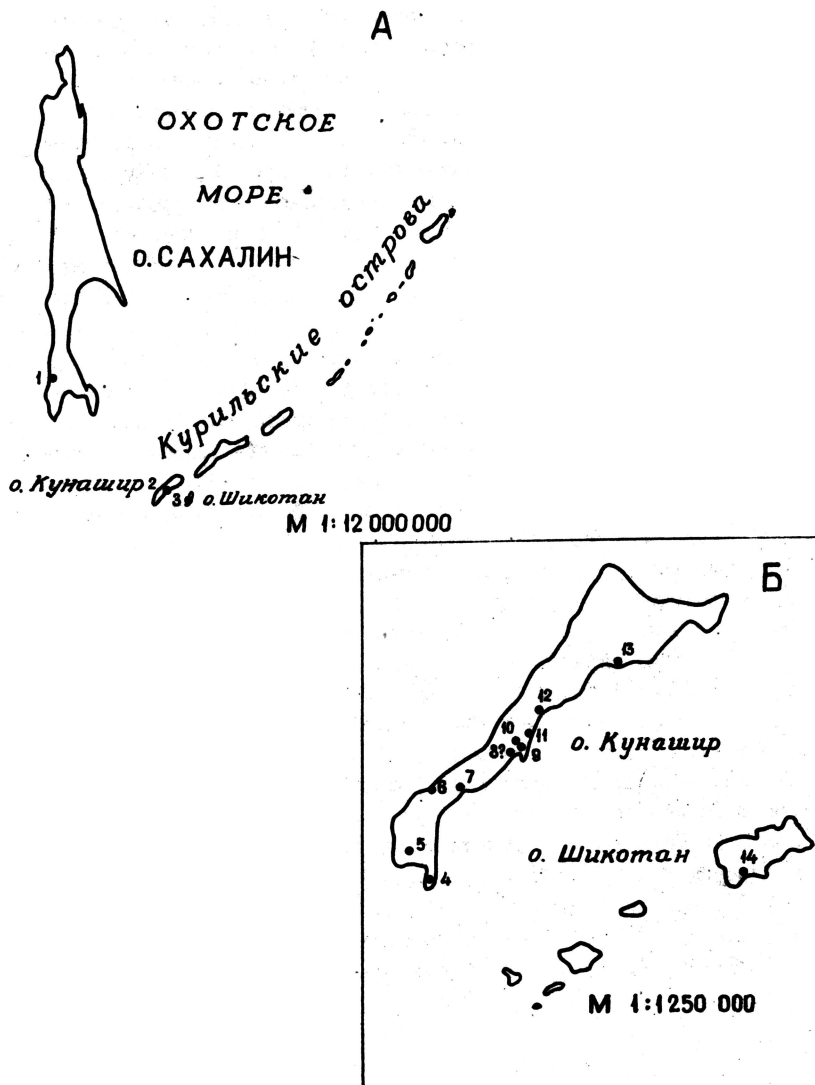 А
ОХОТСКОЕ
МОРЕ
о. САХАЛИН
Курильские острова
1
о. Кунашир 2
3 о. Шикотан
М 1:12 000 000
Б
13
12
10
11
8?
9
о. Кунашир
6
7
5
о. Шикотан
14
4
М 1:1250 000